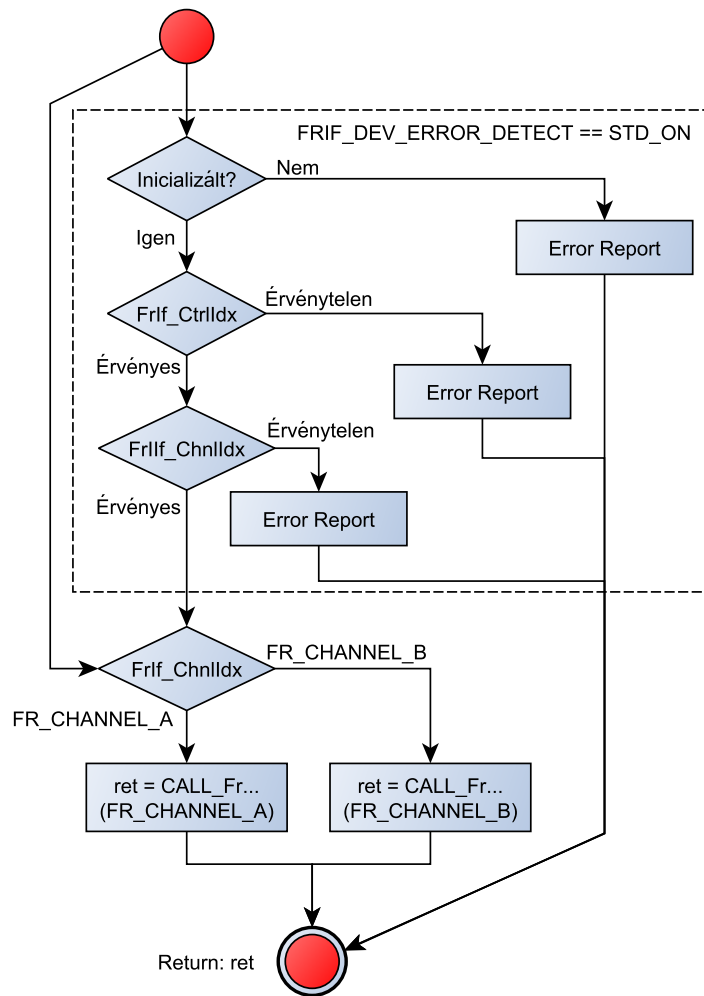 FRIF_DEV_ERROR_DETECT == STD_ON
Inicializált?
Nem
Error Report
Igen
FrIf_CtrlIdx
Érvénytelen
Error Report
Érvényes
FrIIf_ChnlIdx
Érvénytelen
Error Report
Érvényes
FrIf_ChnlIdx
FR_CHANNEL_B
FR_CHANNEL_A
ret = CALL_Fr...
(FR_CHANNEL_A)
ret = CALL_Fr...
(FR_CHANNEL_B)
Return: ret